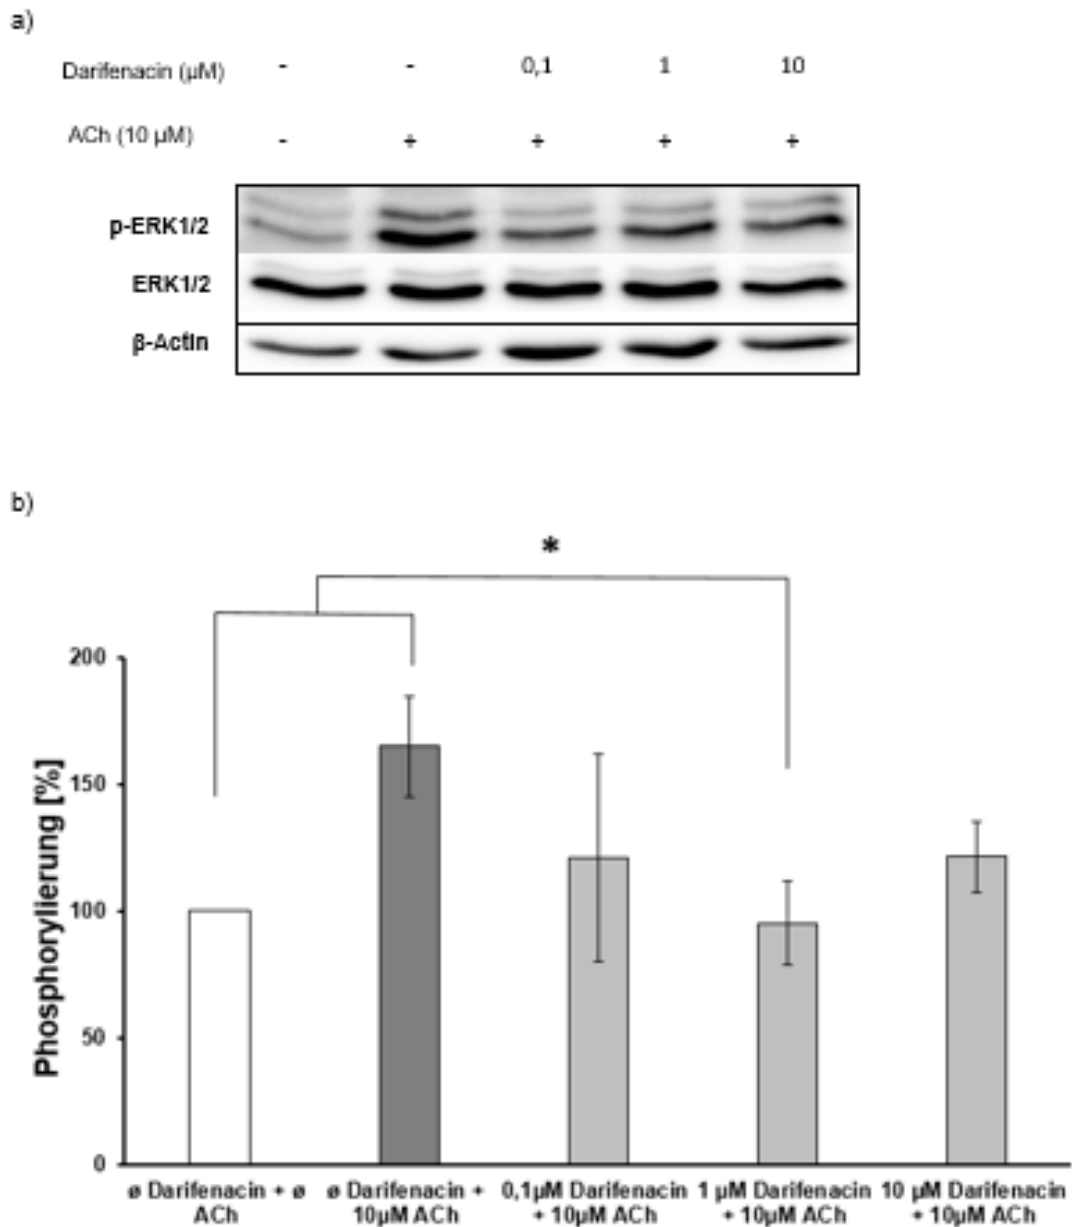 a)
Darifenacin (µM) - - 0,1 1 10
ACh (10 µM) - + + + +
p-ERK1/2
ERK1/2
β-Actin
b)
*
200
150
100
50
0
Phosphorylierung [%]
ø Darifenacin + ø ACh
ø Darifenacin + 10µM ACh
0,1µM Darifenacin + 10µM ACh
1 µM Darifenacin + 10µM ACh
10 µM Darifenacin + 10µM ACh